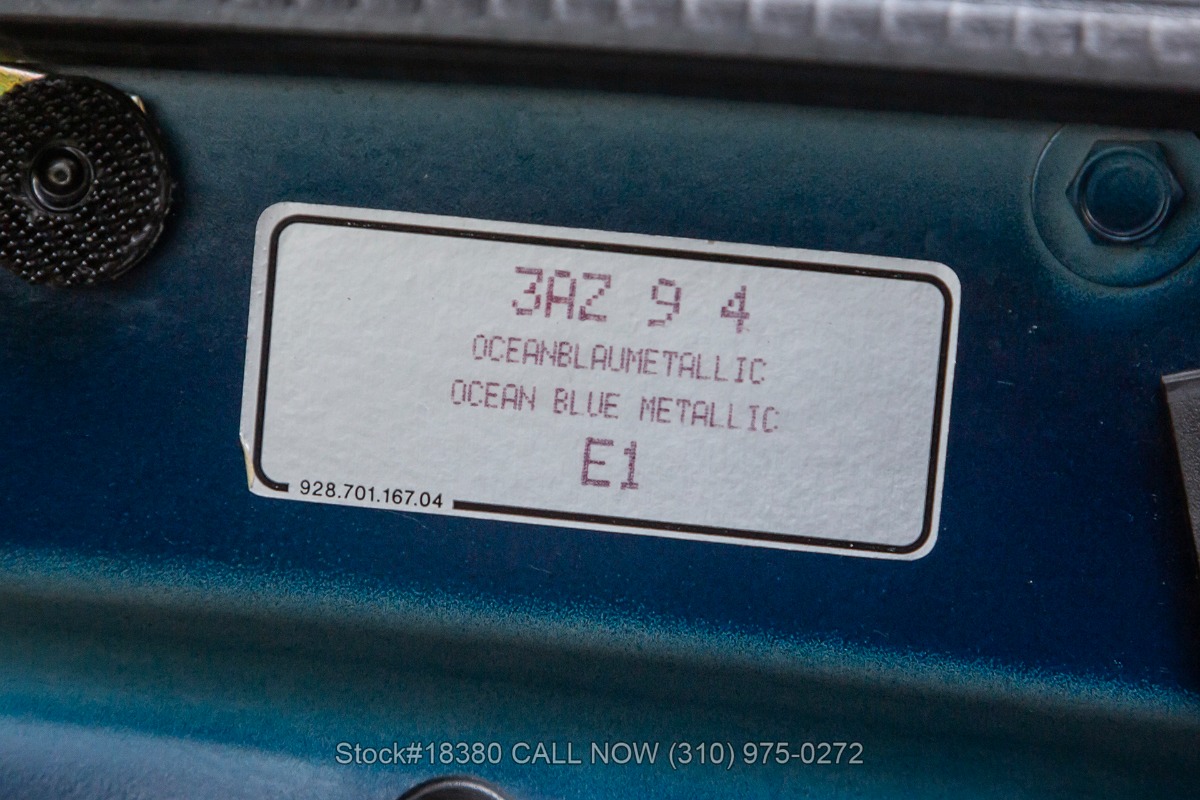 3AZ 9 4
OCEANBLAUMETALLIC
OCEAN BLUE METALLIC
E1
928.701.167.04
Stock#18380 CALL NOW (310) 975-0272